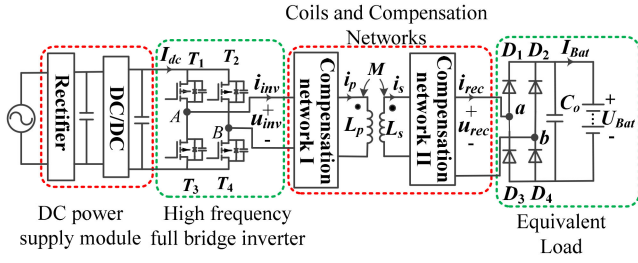 Coils and Compensation
Networks
Rectifier
DC/DC
I_dc
T_1
T_2
T_3
T_4
A
B
i_inv
+
u_inv
-
Compensation
network I
i_p
M
i_s
L_p
L_s
Compensation
network II
i_rec
+
u_rec
-
D_1
D_2
I_Bat
a
b
C_o
+
U_Bat
-
D_3
D_4
DC power
supply module
High frequency
full bridge inverter
Equivalent
Load